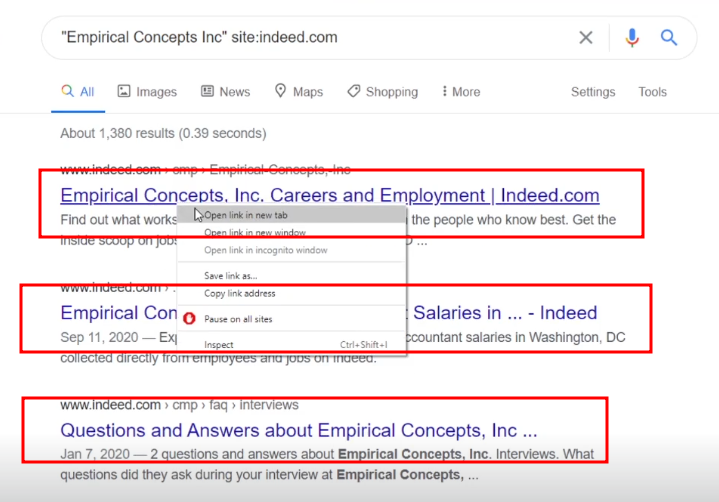 "Empirical Concepts Inc" site:indeed.com
All Images News Maps Shopping More Settings Tools
About 1,380 results (0.39 seconds)
www.indeed.com › cmp › Empirical-Concepts,-Inc
Empirical Concepts, Inc. Careers and Employment | Indeed.com
Find out what works the people who know best. Get the
inside scoop on jobs ...
Open link in new tab
Open link in new window
Open link in incognito window
Save link as...
Copy link address
Pause on all sites
Inspect Ctrl+Shift+I
www.indeed.com ›
Empirical Con Salaries in ... - Indeed
Sep 11, 2020 — Exp ccountant salaries in Washington, DC
collected directly from employees and jobs on Indeed.
www.indeed.com › cmp › faq › interviews
Questions and Answers about Empirical Concepts, Inc ...
Jan 7, 2020 — 2 questions and answers about Empirical Concepts, Inc. Interviews. What
questions did they ask during your interview at Empirical Concepts, ...